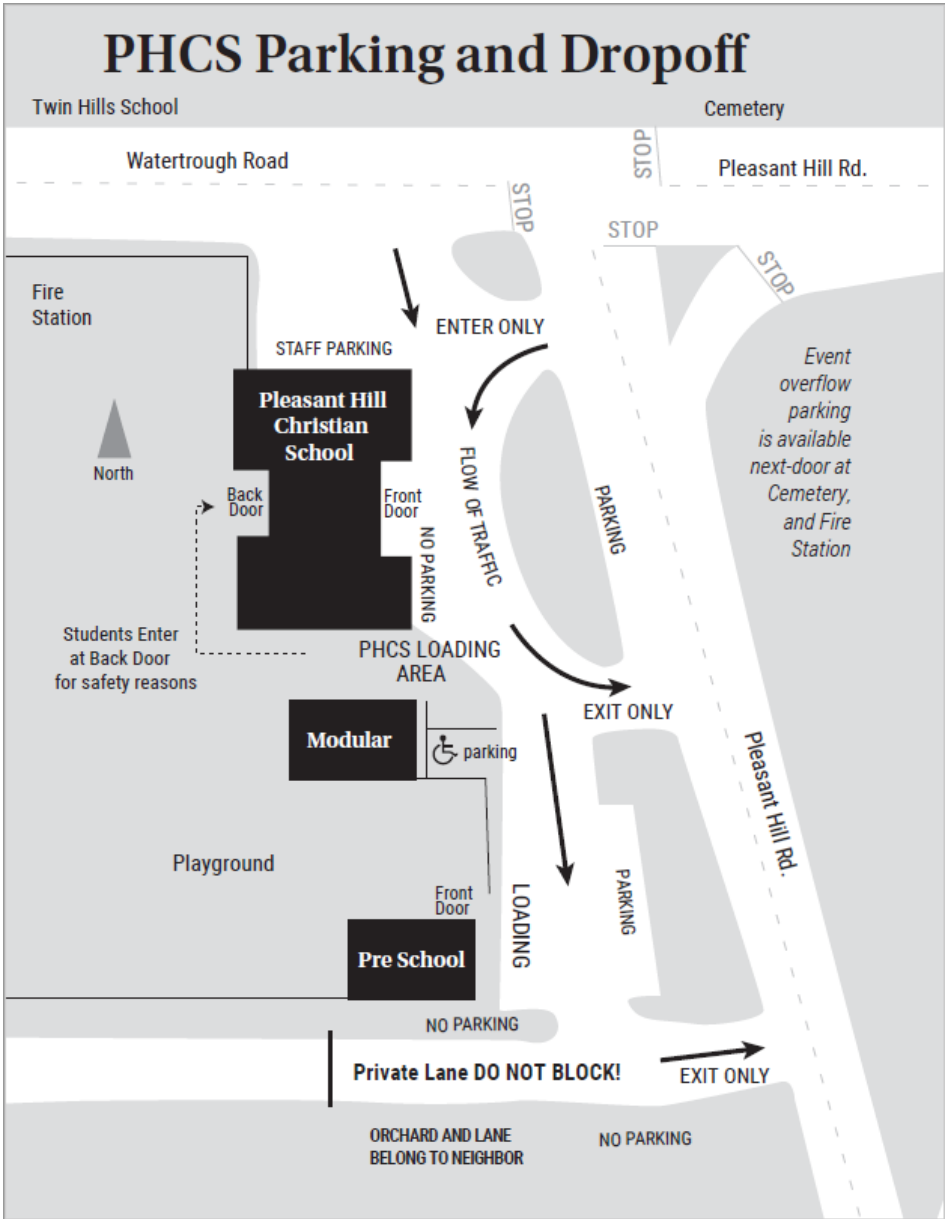 PHCS Parking and Dropoff
Twin Hills School
Cemetery
Watertrough Road
STOP
Pleasant Hill Rd.
STOP
STOP
STOP
Fire
Station
ENTER ONLY
STAFF PARKING
Event
overflow
parking
is available
next-door at
Cemetery,
and Fire
Station
Pleasant Hill
Christian
School
North
Back
Door
Front
Door
FLOW OF TRAFFIC
PARKING
NO PARKING
Students Enter
at Back Door
for safety reasons
PHCS LOADING
AREA
EXIT ONLY
Modular
parking
Pleasant Hill Rd.
Playground
Front
Door
LOADING
PARKING
Pre School
NO PARKING
Private Lane DO NOT BLOCK!
EXIT ONLY
ORCHARD AND LANE
BELONG TO NEIGHBOR
NO PARKING